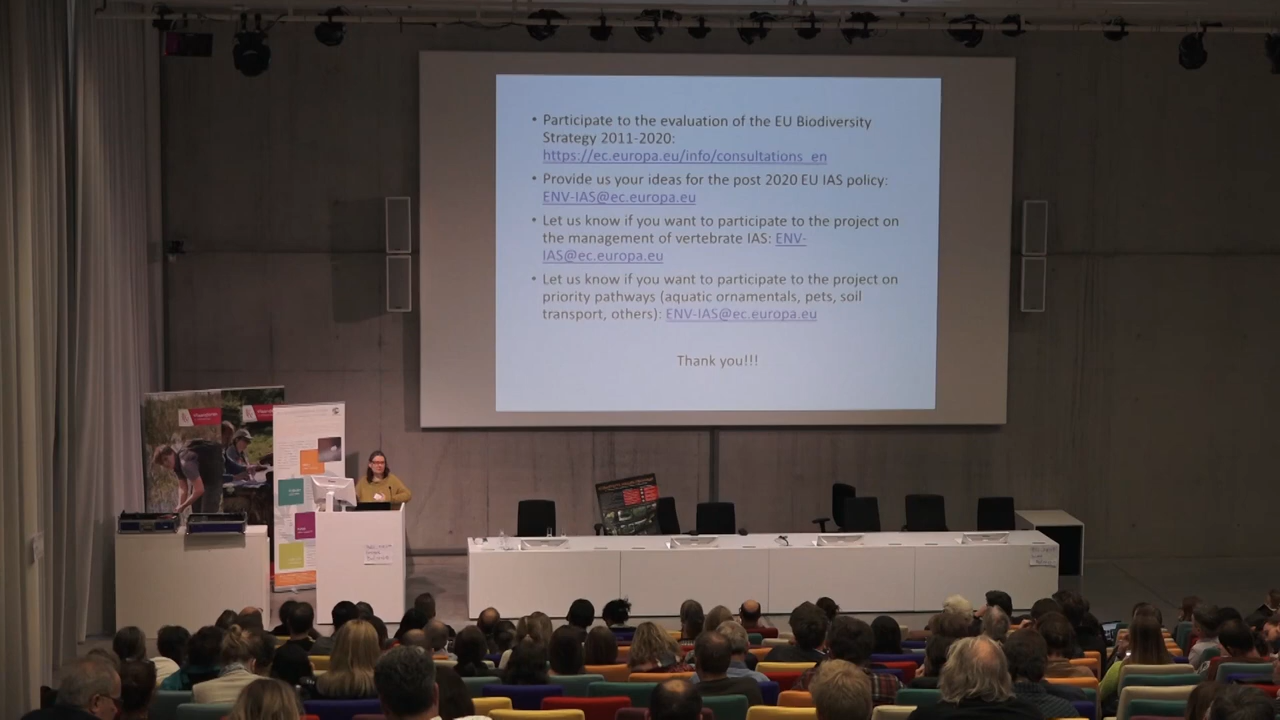 • Participate to the evaluation of the EU Biodiversity
Strategy 2011-2020:
https://ec.europa.eu/info/consultations_en
• Provide us your ideas for the post 2020 EU IAS policy:
ENV-IAS@ec.europa.eu
• Let us know if you want to participate to the project on
the management of vertebrate IAS: ENV-
IAS@ec.europa.eu
• Let us know if you want to participate to the project on
priority pathways (aquatic ornamentals, pets, soil
transport, others): ENV-IAS@ec.europa.eu
Thank you!!!